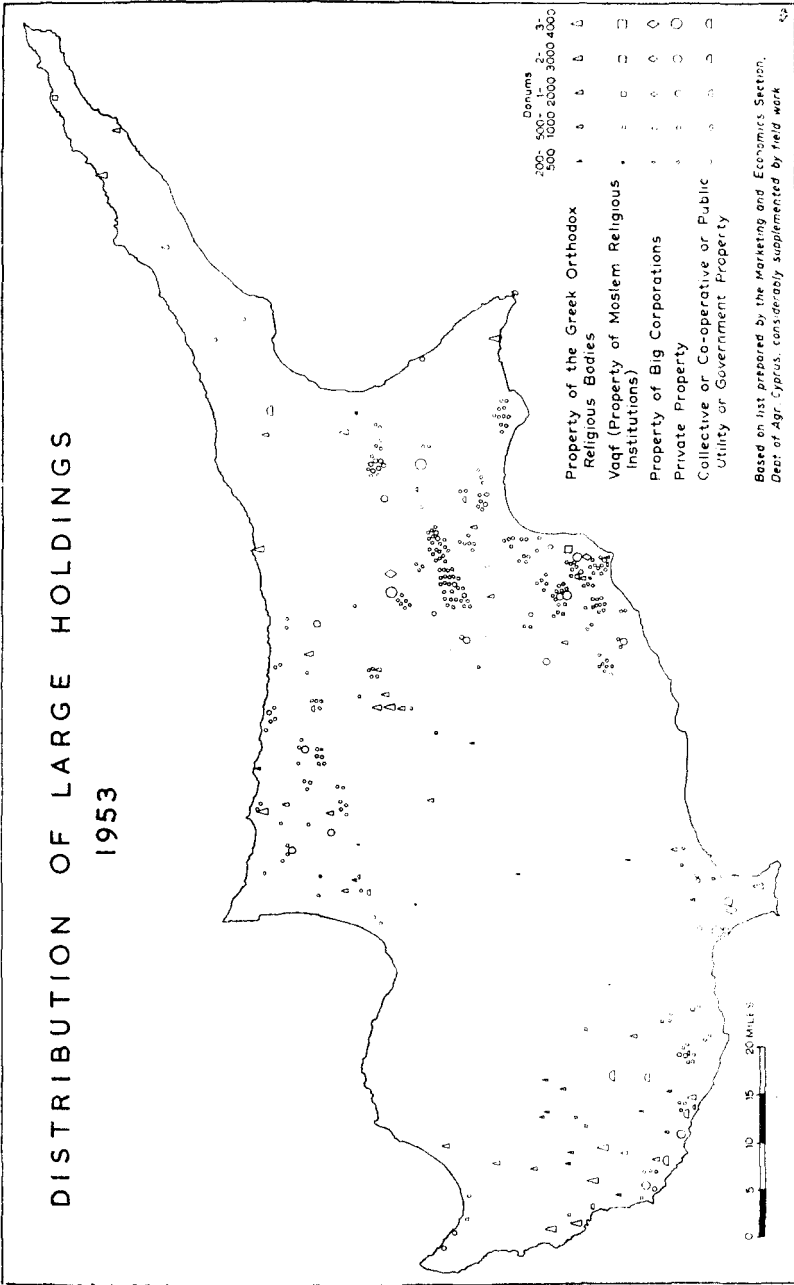 DISTRIBUTION OF LARGE HOLDINGS
1953
Donums
200- 500- 1- 2- 3-
500 1000 2000 3000 4000
Property of the Greek Orthodox
Religious Bodies
Vaqf (Property of Moslem Religious
Institutions)
Property of Big Corporations
Private Property
Collective or Co-operative or Public
Utility or Government Property
Based on list prepared by the Marketing and Economics Section,
Dept of Agr. Cyprus, considerably supplemented by field work
0 5 10 15 20 MILES